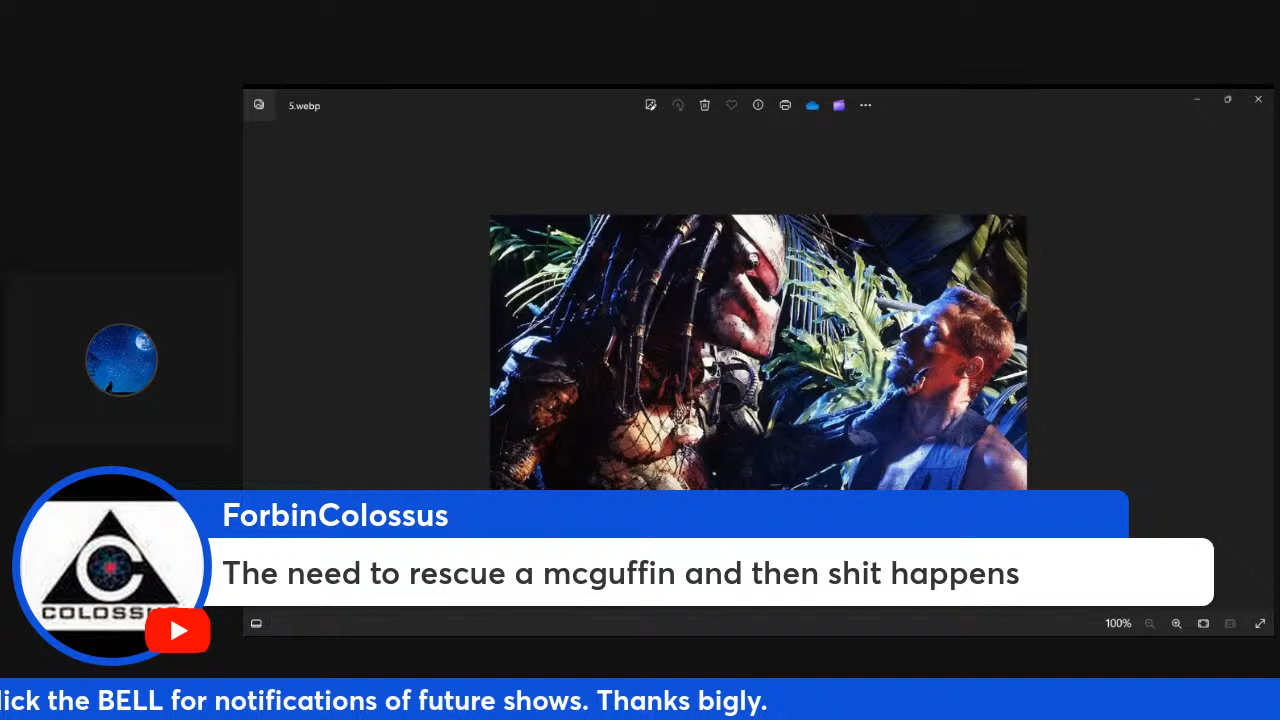 5.webp
ForbinColossus
The need to rescue a mcguffin and then shit happens
C
COLOSSU
100%
lick the BELL for notifications of future shows. Thanks bigly.